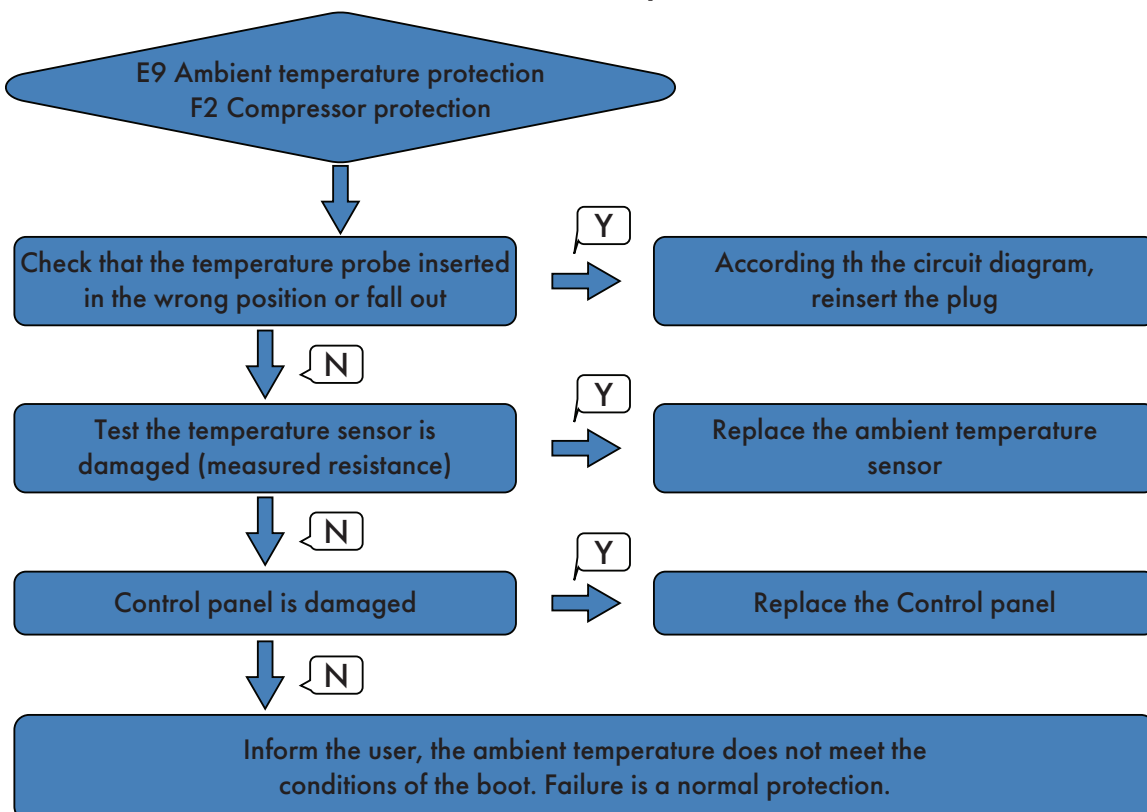 E9 Ambient temperature protection
F2 Compressor protection
Y
Check that the temperature probe inserted
in the wrong position or fall out
According th the circuit diagram,
reinsert the plug
N
Y
Test the temperature sensor is
damaged (measured resistance)
Replace the ambient temperature
sensor
N
Y
Control panel is damaged
Replace the Control panel
N
Inform the user, the ambient temperature does not meet the
conditions of the boot. Failure is a normal protection.